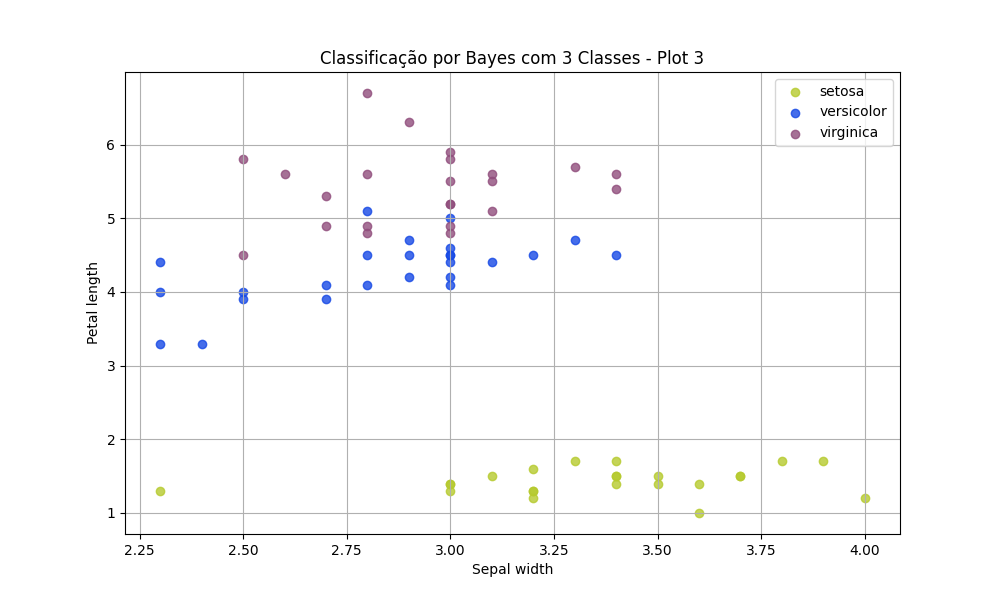 Classificação por Bayes com 3 Classes - Plot 3
setosa
versicolor
virginica
Petal length
6
5
4
3
2
1
2.25 2.50 2.75 3.00 3.25 3.50 3.75 4.00
Sepal width